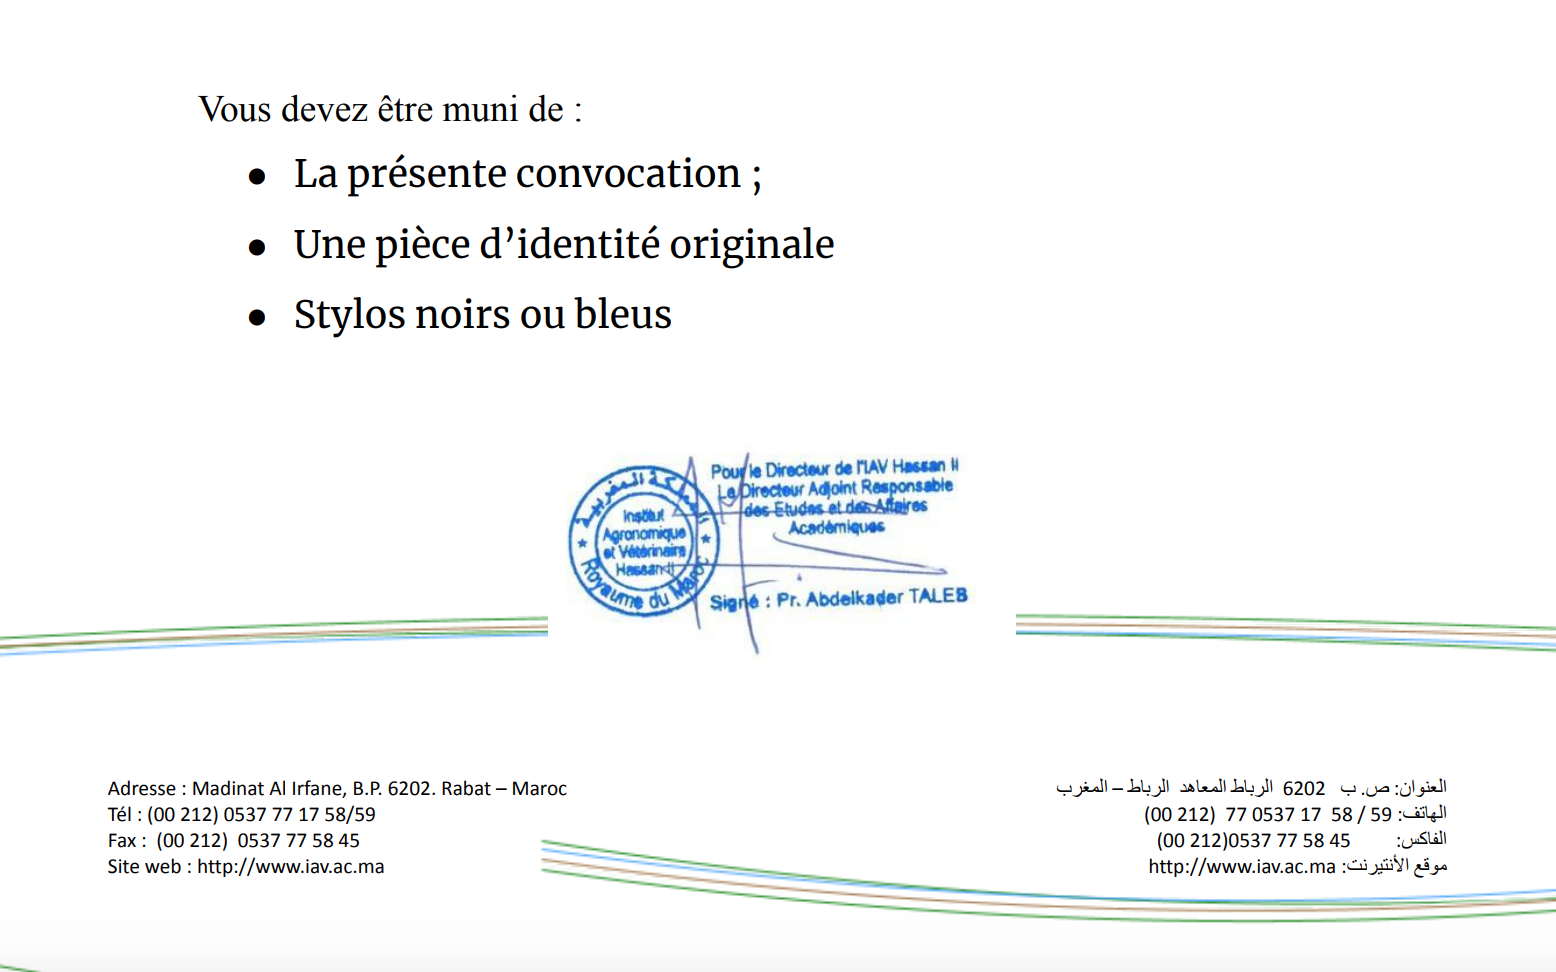 Vous devez être muni de :
● La présente convocation ;
● Une pièce d’identité originale
● Stylos noirs ou bleus
المملكة المغربية
Institut
Agronomique
et Vétérinaire
Hassan II
Royaume du Maroc
Pour le Directeur de l'IAV Hassan II
Le Directeur Adjoint Responsable
des Etudes et des Affaires
Académiques
Signé : Pr. Abdelkader TALEB
Adresse : Madinat Al Irfane, B.P. 6202. Rabat – Maroc
Tél : (00 212) 0537 77 17 58/59
Fax : (00 212) 0537 77 58 45
Site web : http://www.iav.ac.ma
العنوان: ص. ب 6202 الرباط المعاهد الرباط – المغرب
الهاتف: 59 / 58 17 0537 77 (212 00)
الفاكس: 45 58 77 0537(212 00)
موقع الأنتيرنت: http://www.iav.ac.ma